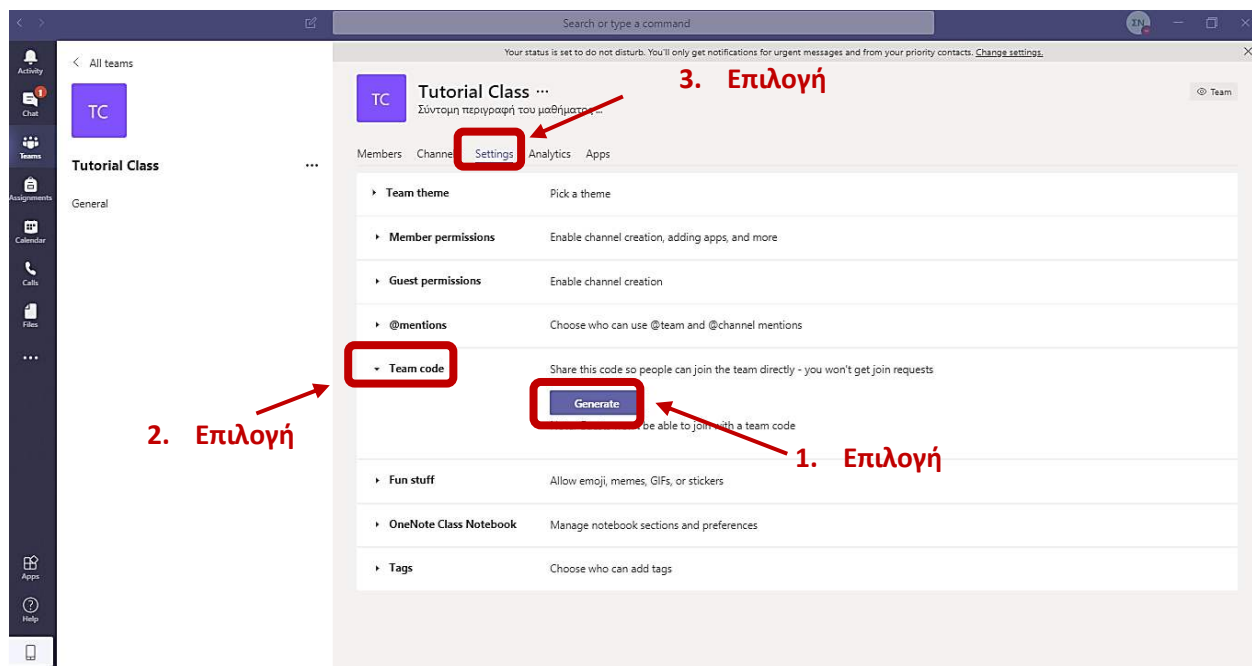 Search or type a command
ΣΝ
Your status is set to do not disturb. You'll only get notifications for urgent messages and from your priority contacts. Change settings.
Activity
Chat
1
Teams
Assignments
Calendar
Calls
Files
Apps
Help
All teams
TC
Tutorial Class
General
TC
Tutorial Class ...
Σύντομη περιγραφή του μαθήματος ...
Team
3. Επιλογή
Members Settings Analytics Apps
Team theme Pick a theme
Member permissions Enable channel creation, adding apps, and more
Guest permissions Enable channel creation
@mentions Choose who can use @team and @channel mentions
Team code Share this code so people can join the team directly - you won't get join requests
Generate
be able to join with a team code
2. Επιλογή
1. Επιλογή
Fun stuff Allow emoji, memes, GIFs, or stickers
OneNote Class Notebook Manage notebook sections and preferences
Tags Choose who can add tags